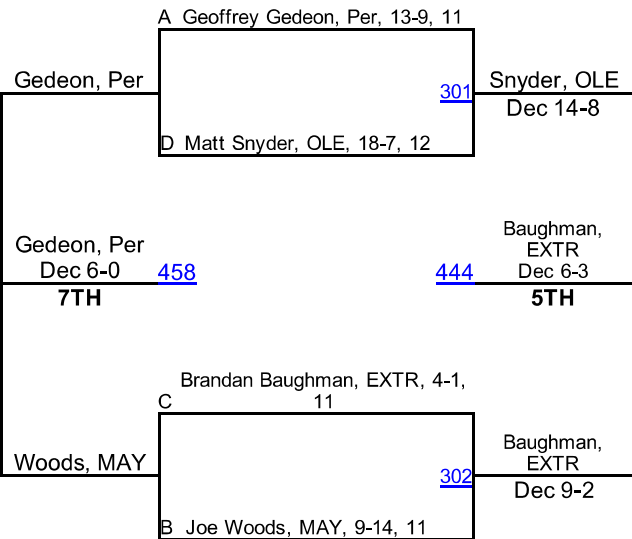 A Geoffrey Gedeon, Per, 13-9, 11
Gedeon, Per
301
Snyder, OLE
Dec 14-8
D Matt Snyder, OLE, 18-7, 12
Gedeon, Per
Dec 6-0
7TH
458
444
Baughman,
EXTR
Dec 6-3
5TH
Brandan Baughman, EXTR, 4-1,
11
C
Woods, MAY
302
Baughman,
EXTR
Dec 9-2
B Joe Woods, MAY, 9-14, 11